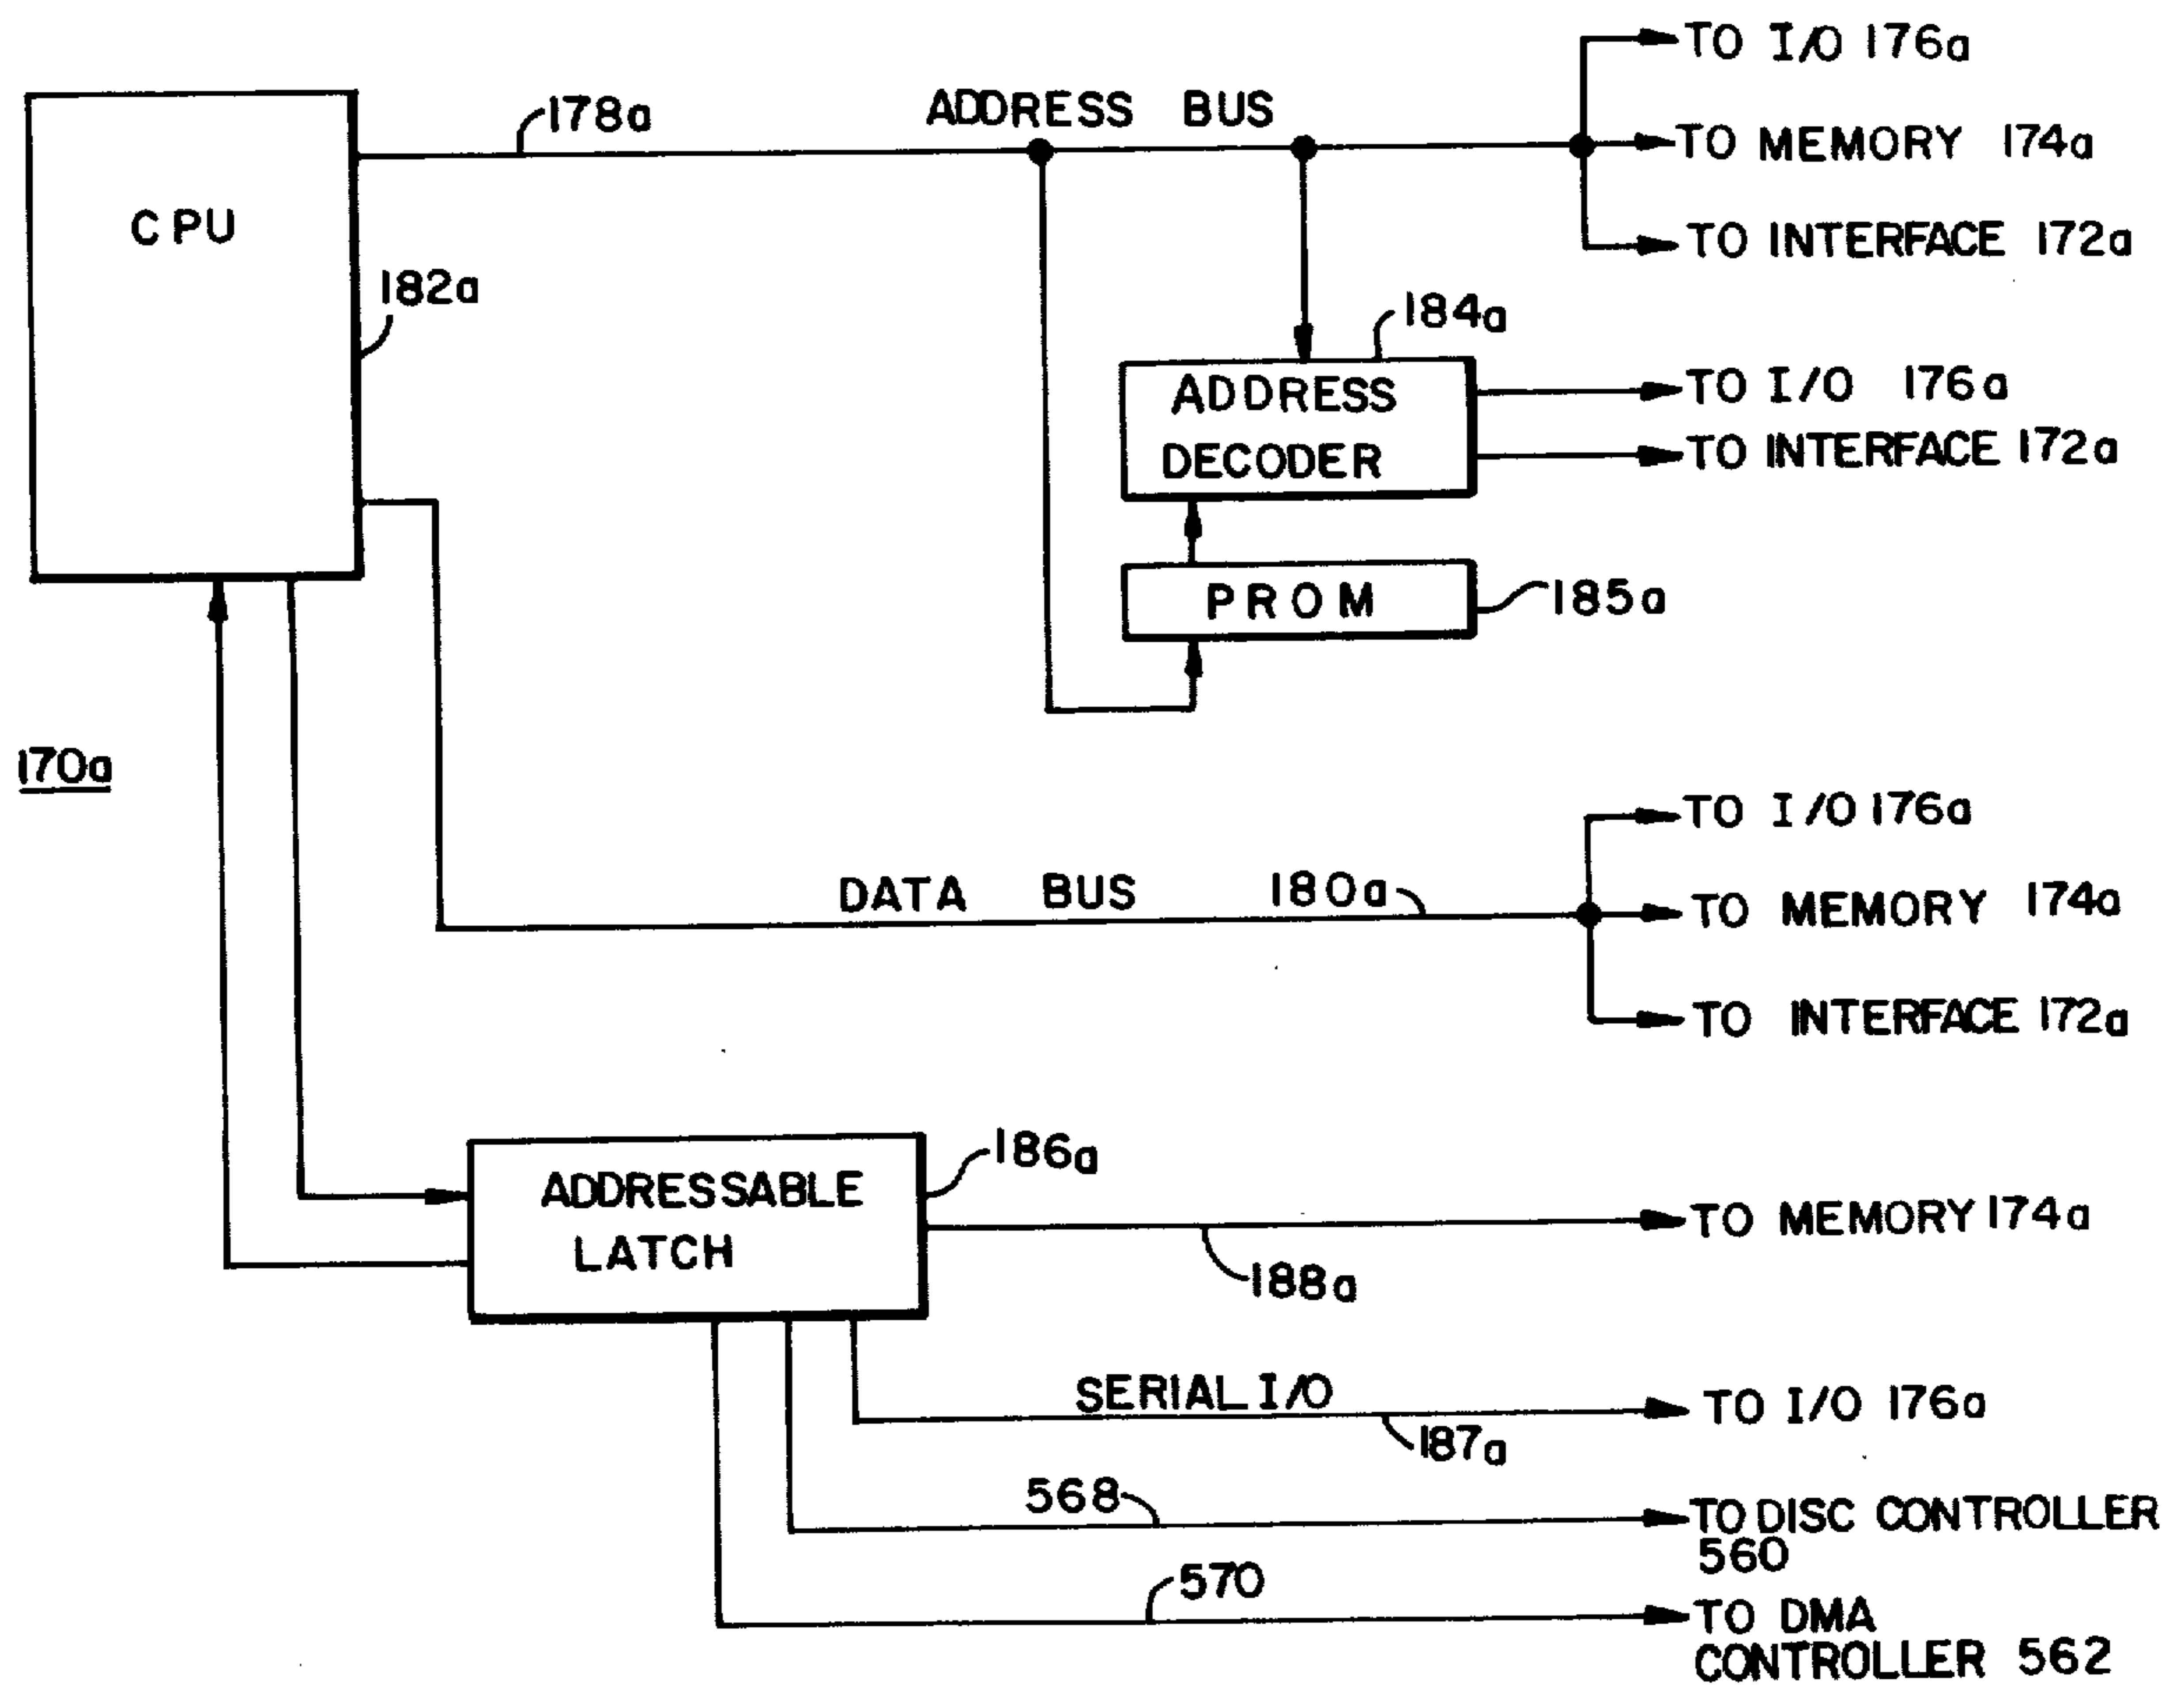 TO I/O 176a
178a
ADDRESS BUS
TO MEMORY 174a
CPU
TO INTERFACE 172a
182a
184a
ADDRESS
DECODER
TO I/O 176a
TO INTERFACE 172a
PROM
185a
170a
TO I/O 176a
DATA BUS
180a
TO MEMORY 174a
TO INTERFACE 172a
186a
ADDRESSABLE
LATCH
TO MEMORY 174a
188a
SERIAL I/O
TO I/O 176a
187a
568
TO DISC CONTROLLER
560
570
TO DMA
CONTROLLER 562